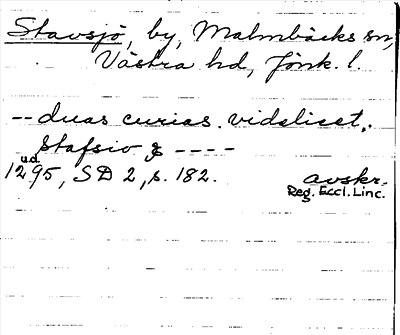 Stavsjö, by, Malmbäcks sn,
Västra hd, Jönk. l.
-- duas curias. videlicet.
Stafsio & ----
u.d.
1295, SD 2, s. 182.
avskr.
Reg. Eccl. Linc.